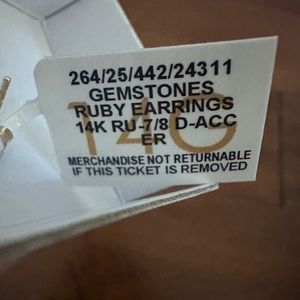 264/25/442/24311
GEMSTONES
RUBY EARRINGS
14K RU-7/8 D-ACC
ER
MERCHANDISE NOT RETURNABLE
IF THIS TICKET IS REMOVED
14G